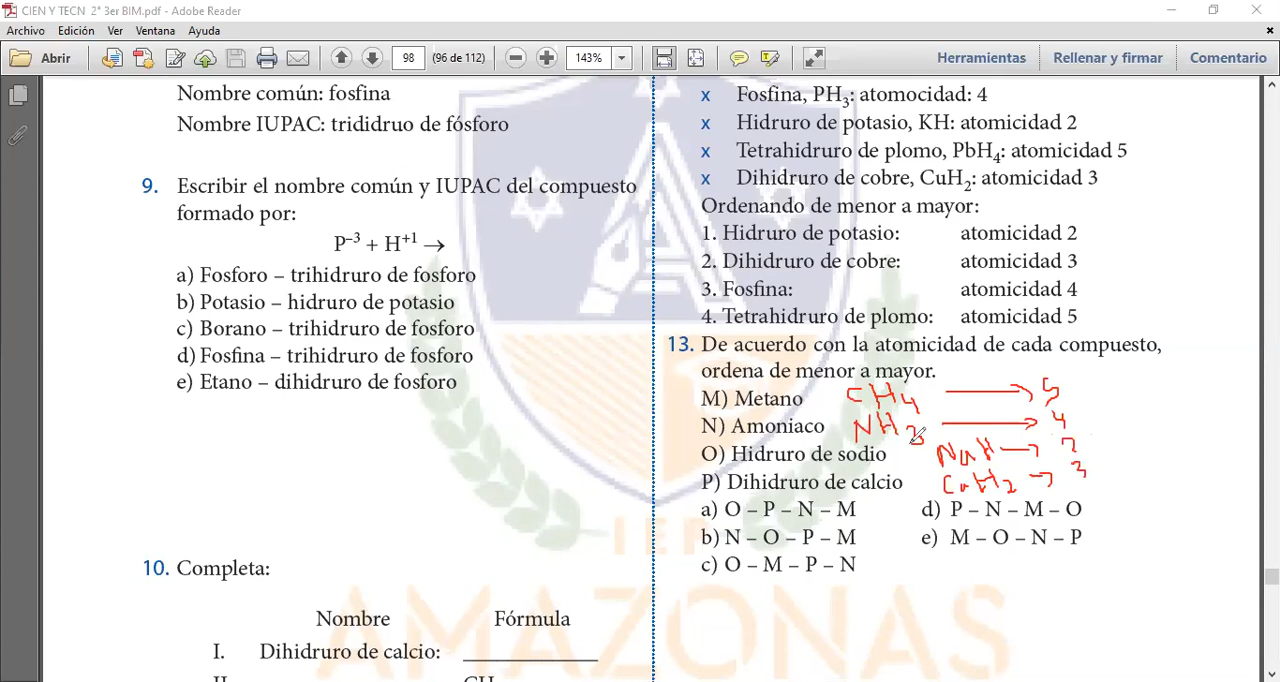 CIEN Y TECN 2° 3er BIM.pdf - Adobe Reader
Archivo Edición Ver Ventana Ayuda
Abrir 98 (96 de 112) 143% Herramientas Rellenar y firmar Comentario
Nombre común: fosfina
Nombre IUPAC: trididruo de fósforo
9. Escribir el nombre común y IUPAC del compuesto
formado por:
P⁻³ + H⁺¹ →
a) Fosforo – trihidruro de fosforo
b) Potasio – hidruro de potasio
c) Borano – trihidruro de fosforo
d) Fosfina – trihidruro de fosforo
e) Etano – dihidruro de fosforo
10. Completa:
Nombre Fórmula
I. Dihidruro de calcio: __________
x Fosfina, PH₃: atomocidad: 4
x Hidruro de potasio, KH: atomicidad 2
x Tetrahidruro de plomo, PbH₄: atomicidad 5
x Dihidruro de cobre, CuH₂: atomicidad 3
Ordenando de menor a mayor:
1. Hidruro de potasio: atomicidad 2
2. Dihidruro de cobre: atomicidad 3
3. Fosfina: atomicidad 4
4. Tetrahidruro de plomo: atomicidad 5
13. De acuerdo con la atomicidad de cada compuesto,
ordena de menor a mayor.
M) Metano CH₄ → 5
N) Amoniaco NH₃ → 4
O) Hidruro de sodio NaH → 2
P) Dihidruro de calcio CaH₂ → 3
a) O – P – N – M d) P – N – M – O
b) N – O – P – M e) M – O – N – P
c) O – M – P – N
IEP
AMAZONAS